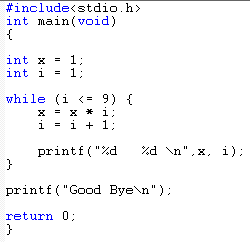 #include<stdio.h>
int main(void)
{
int x = 1;
int i = 1;
while (i <= 9) {
x = x * i;
i = i + 1;
printf("%d   %d \n",x, i);
}
printf("Good Bye\n");
return 0;
}